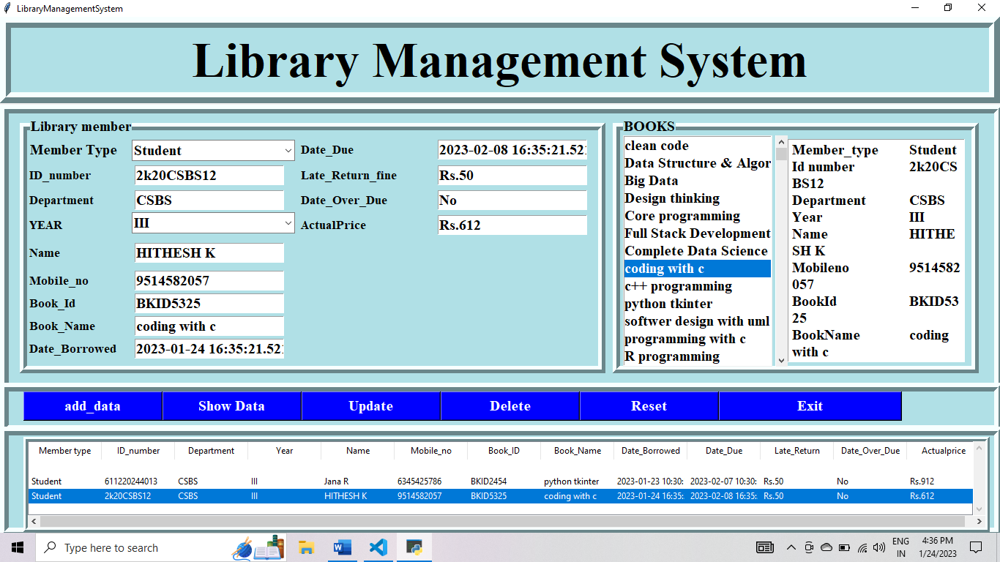 LibraryManagementSystem
Library Management System
Library member
Member Type Student Date_Due 2023-02-08 16:35:21.52
ID_number 2k20CSBS12 Late_Return_fine Rs.50
Department CSBS Date_Over_Due No
YEAR III ActualPrice Rs.612
Name HITHESH K
Mobile_no 9514582057
Book_Id BKID5325
Book_Name coding with c
Date_Borrowed 2023-01-24 16:35:21.52
BOOKS
clean code
Data Structure & Algor
Big Data
Design thinking
Core programming
Full Stack Development
Complete Data Science
coding with c
c++ programming
python tkinter
softwer design with uml
programming with c
R programming
Member_type Student
Id number 2k20CS
BS12
Department CSBS
Year III
Name HITHE
SH K
Mobileno 9514582
057
BookId BKID53
25
BookName coding
with c
add_data Show Data Update Delete Reset Exit
Member type ID_number Department Year Name Mobile_no Book_ID Book_Name Date_Borrowed Date_Due Late_Return Date_Over_Due Actualprice
Student 611220244013 CSBS III Jana R 6345425786 BKID2454 python tkinter 2023-01-23 10:30: 2023-02-07 10:30: Rs.50 No Rs.912
Student 2k20CSBS12 CSBS III HITHESH K 9514582057 BKID5325 coding with c 2023-01-24 16:35: 2023-02-08 16:35: Rs.50 No Rs.612
Type here to search
ENG
IN
4:36 PM
1/24/2023